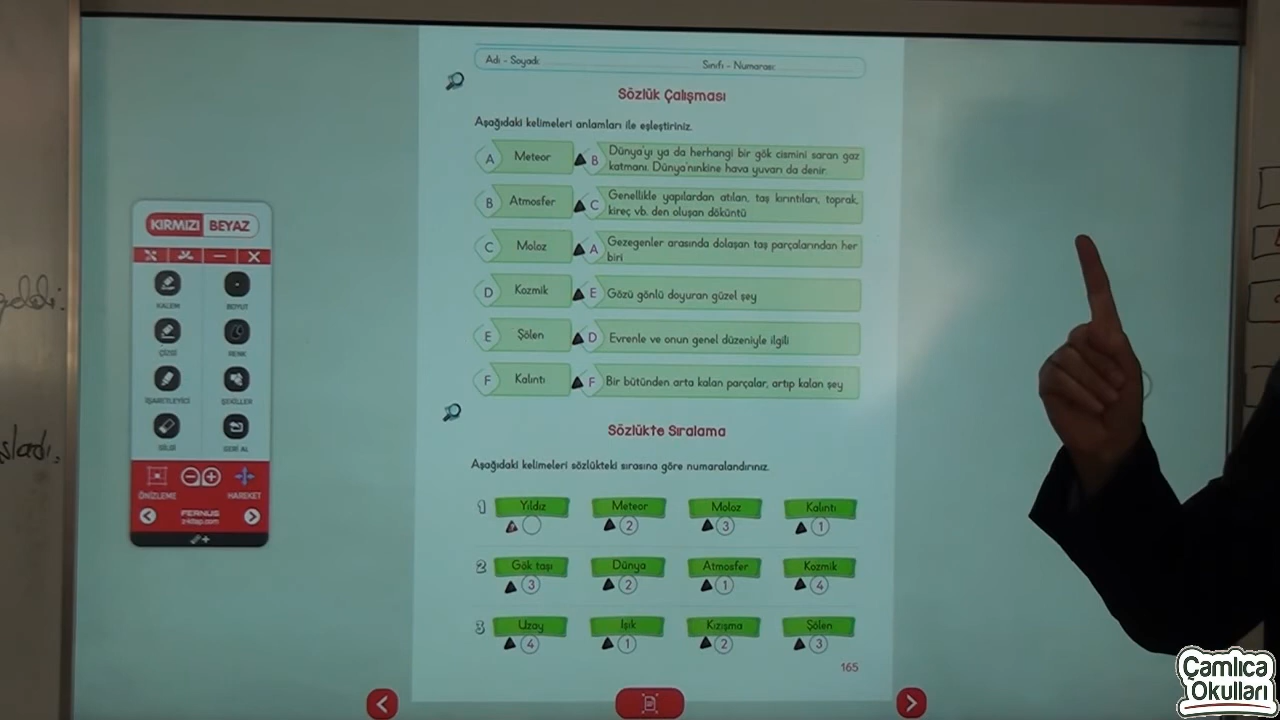 Adı - Soyadı:
Sınıfı - Numarası:
Sözlük Çalışması
Aşağıdaki kelimeleri anlamları ile eşleştiriniz.
A Meteor
B Dünya'yı ya da herhangi bir gök cismini saran gaz
katmanı. Dünya'nınkine hava yuvarı da denir.
B Atmosfer
C Genellikle yapılardan atılan, taş kırıntıları, toprak,
kireç vb. den oluşan döküntü
C Moloz
A Gezegenler arasında dolaşan taş parçalarından her
biri
D Kozmik
E Gözü gönlü doyuran güzel şey
E Şölen
D Evrenle ve onun genel düzeniyle ilgili
F Kalıntı
F Bir bütünden arta kalan parçalar, artıp kalan şey
Sözlükte Sıralama
Aşağıdaki kelimeleri sözlükteki sırasına göre numaralandırınız.
1 Yıldız Meteor Moloz Kalıntı
2 3 1
2 Gök taşı Dünya Atmosfer Kozmik
3 2 1 4
3 Uzay Işık Kızışma Şölen
4 1 2 3
165
KIRMIZI BEYAZ
KALEM BOYUT
ÇİZGİ RENK
İŞARETLEYİCİ ŞEKİLLER
SİLGİ GERİ AL
ÖNİZLEME HAREKET
FERNUS
z-kitap.com
Çamlıca
Okulları